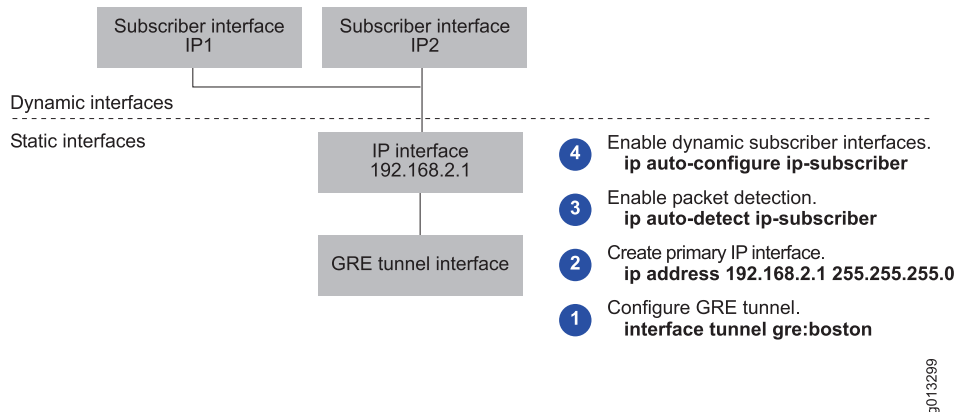 Subscriber interface
IP1
Subscriber interface
IP2
Dynamic interfaces
Static interfaces
IP interface
192.168.2.1
GRE tunnel interface
4 Enable dynamic subscriber interfaces.
ip auto-configure ip-subscriber
3 Enable packet detection.
ip auto-detect ip-subscriber
2 Create primary IP interface.
ip address 192.168.2.1 255.255.255.0
1 Configure GRE tunnel.
interface tunnel gre:boston
g013299